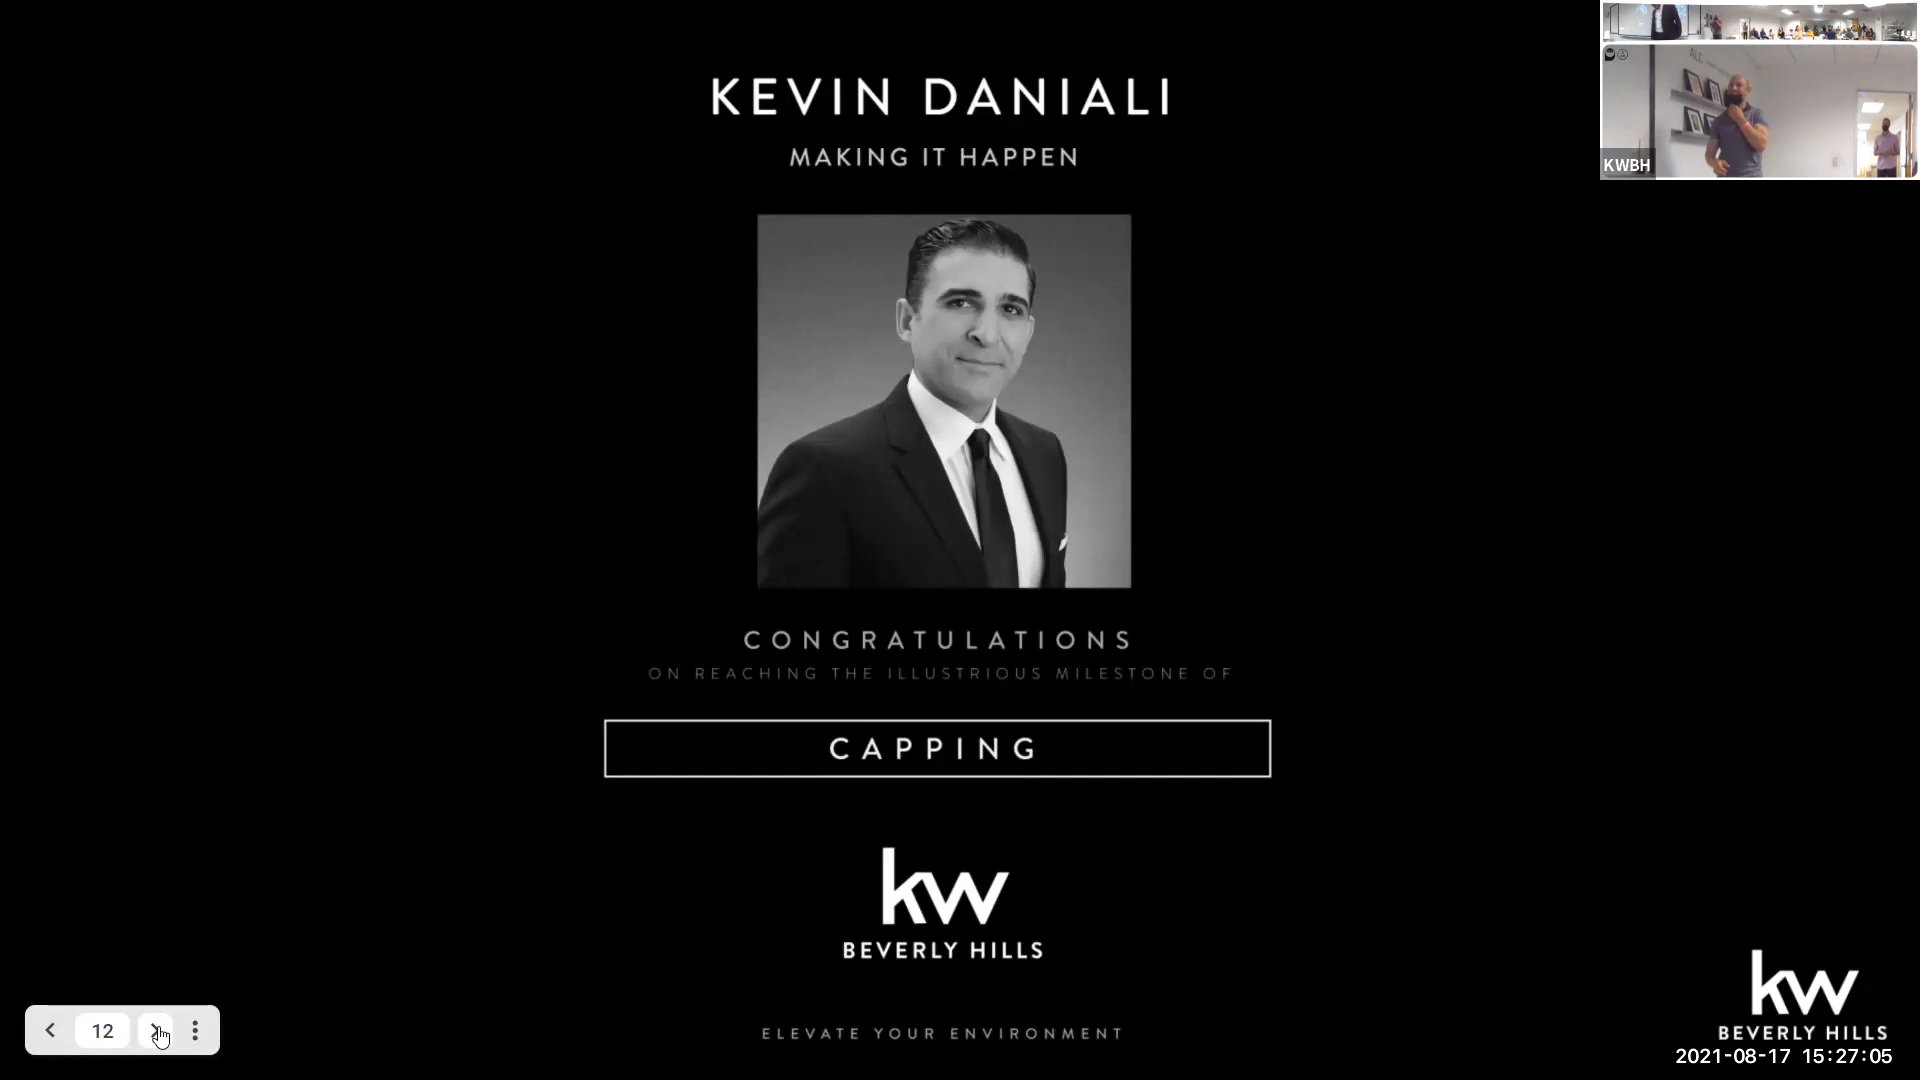 KEVIN DANIALI
MAKING IT HAPPEN
CONGRATULATIONS
ON REACHING THE ILLUSTRIOUS MILESTONE OF
CAPPING
kw
BEVERLY HILLS
ELEVATE YOUR ENVIRONMENT
12
ALC
KWBH
kw
BEVERLY HILLS
2021-08-17 15:27:05